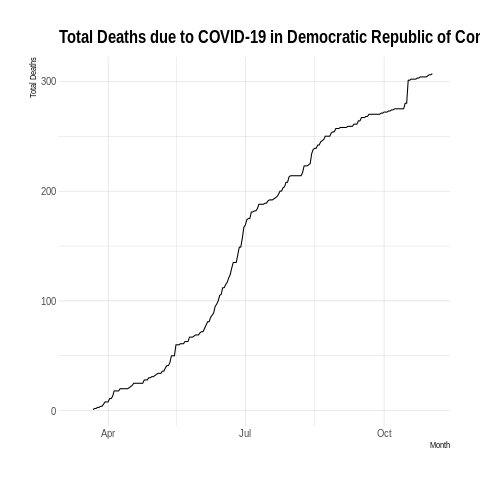 Total Deaths due to COVID-19 in Democratic Republic of Cor
Total Deaths
300
200
100
0
Apr
Jul
Oct
Month